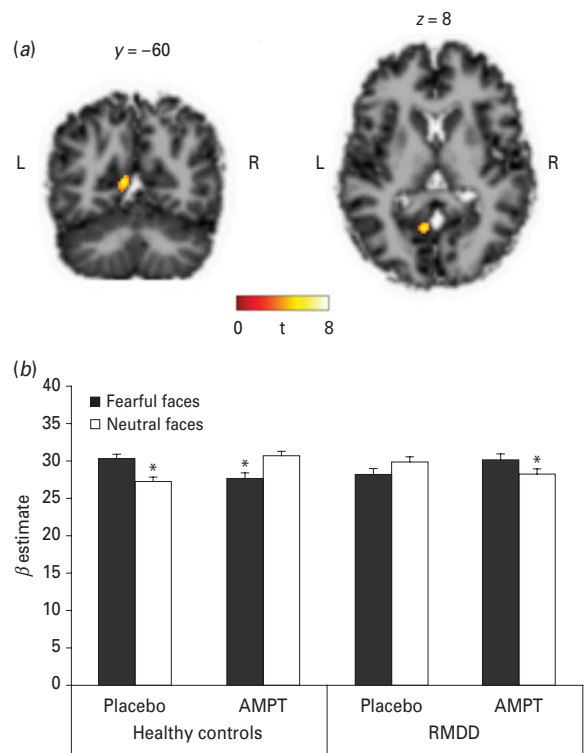 (a)
y = –60
z = 8
L
R
L
R
0 t 8
(b)
40
35
30
25
20
15
10
5
0
β estimate
Fearful faces
Neutral faces
*
*
*
Placebo AMPT Placebo AMPT
Healthy controls RMDD